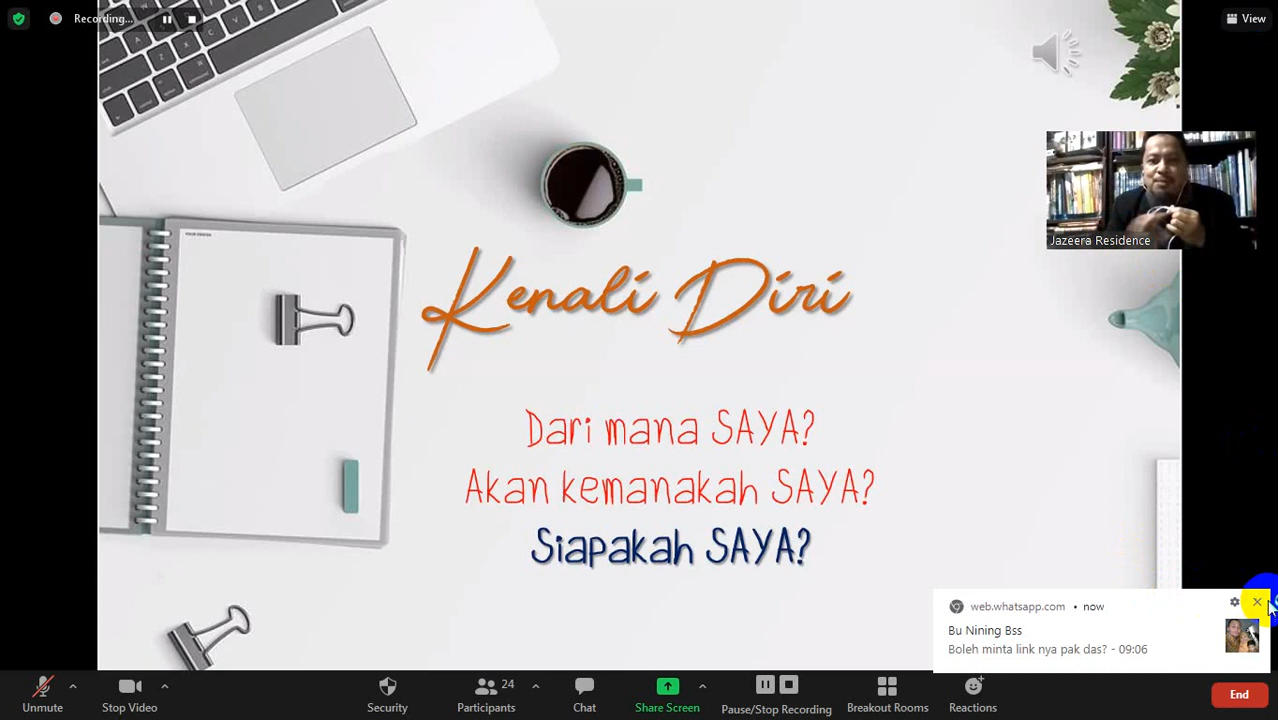 Recording...
View
Jazeera Residence
Kenali Diri
Dari mana SAYA?
Akan kemanakah SAYA?
Siapakah SAYA?
web.whatsapp.com • now
Bu Nining Bss
Boleh minta link nya pak das? - 09:06
Unmute
Stop Video
Security
24
Participants
Chat
Share Screen
Pause/Stop Recording
Breakout Rooms
Reactions
End